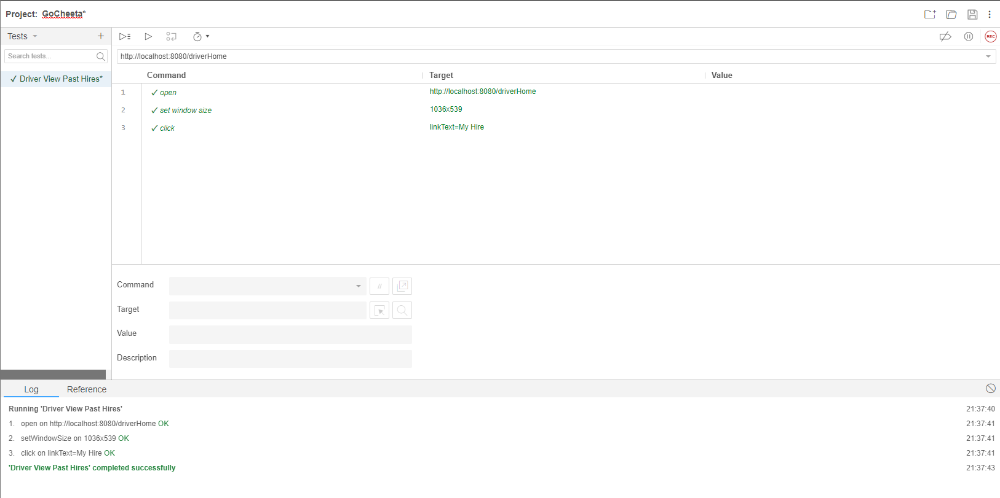 Project: GoCheeta*
Tests
Search tests...
✓ Driver View Past Hires*
REC
http://localhost:8080/driverHome
Command Target Value
1 ✓ open http://localhost:8080/driverHome
2 ✓ set window size 1036x539
3 ✓ click linkText=My Hire
Command //
Target
Value
Description
Log Reference
Running 'Driver View Past Hires' 21:37:40
1. open on http://localhost:8080/driverHome OK 21:37:41
2. setWindowSize on 1036x539 OK 21:37:41
3. click on linkText=My Hire OK 21:37:41
'Driver View Past Hires' completed successfully 21:37:43